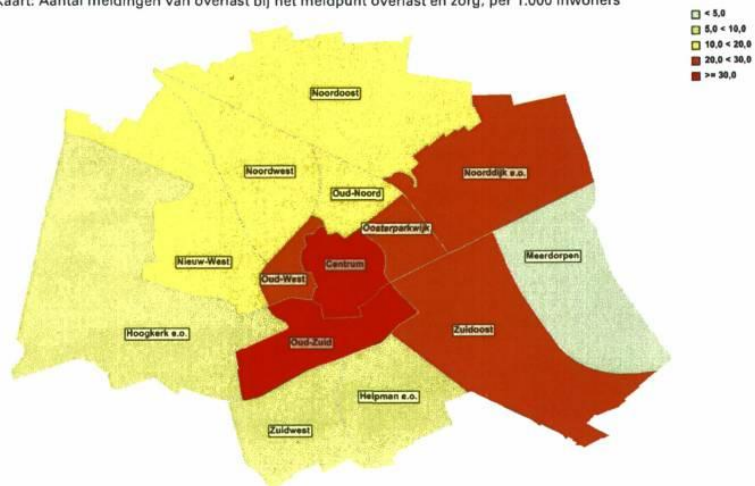 Kaart: Aantal meldingen van overlast bij het meldpunt overlast en zorg, per 1.000 inwoners
< 5,0
5,0 < 10,0
10,0 < 20,0
20,0 < 30,0
>= 30,0
Noordoost
Noordwest
Noorddijk e.o.
Oud-Noord
Oosterparkwijk
Meerdorpen
Nieuw-West
Centrum
Oud-West
Hoogkerk e.o.
Zuidoost
Oud-Zuid
Helpman e.o.
Zuidwest